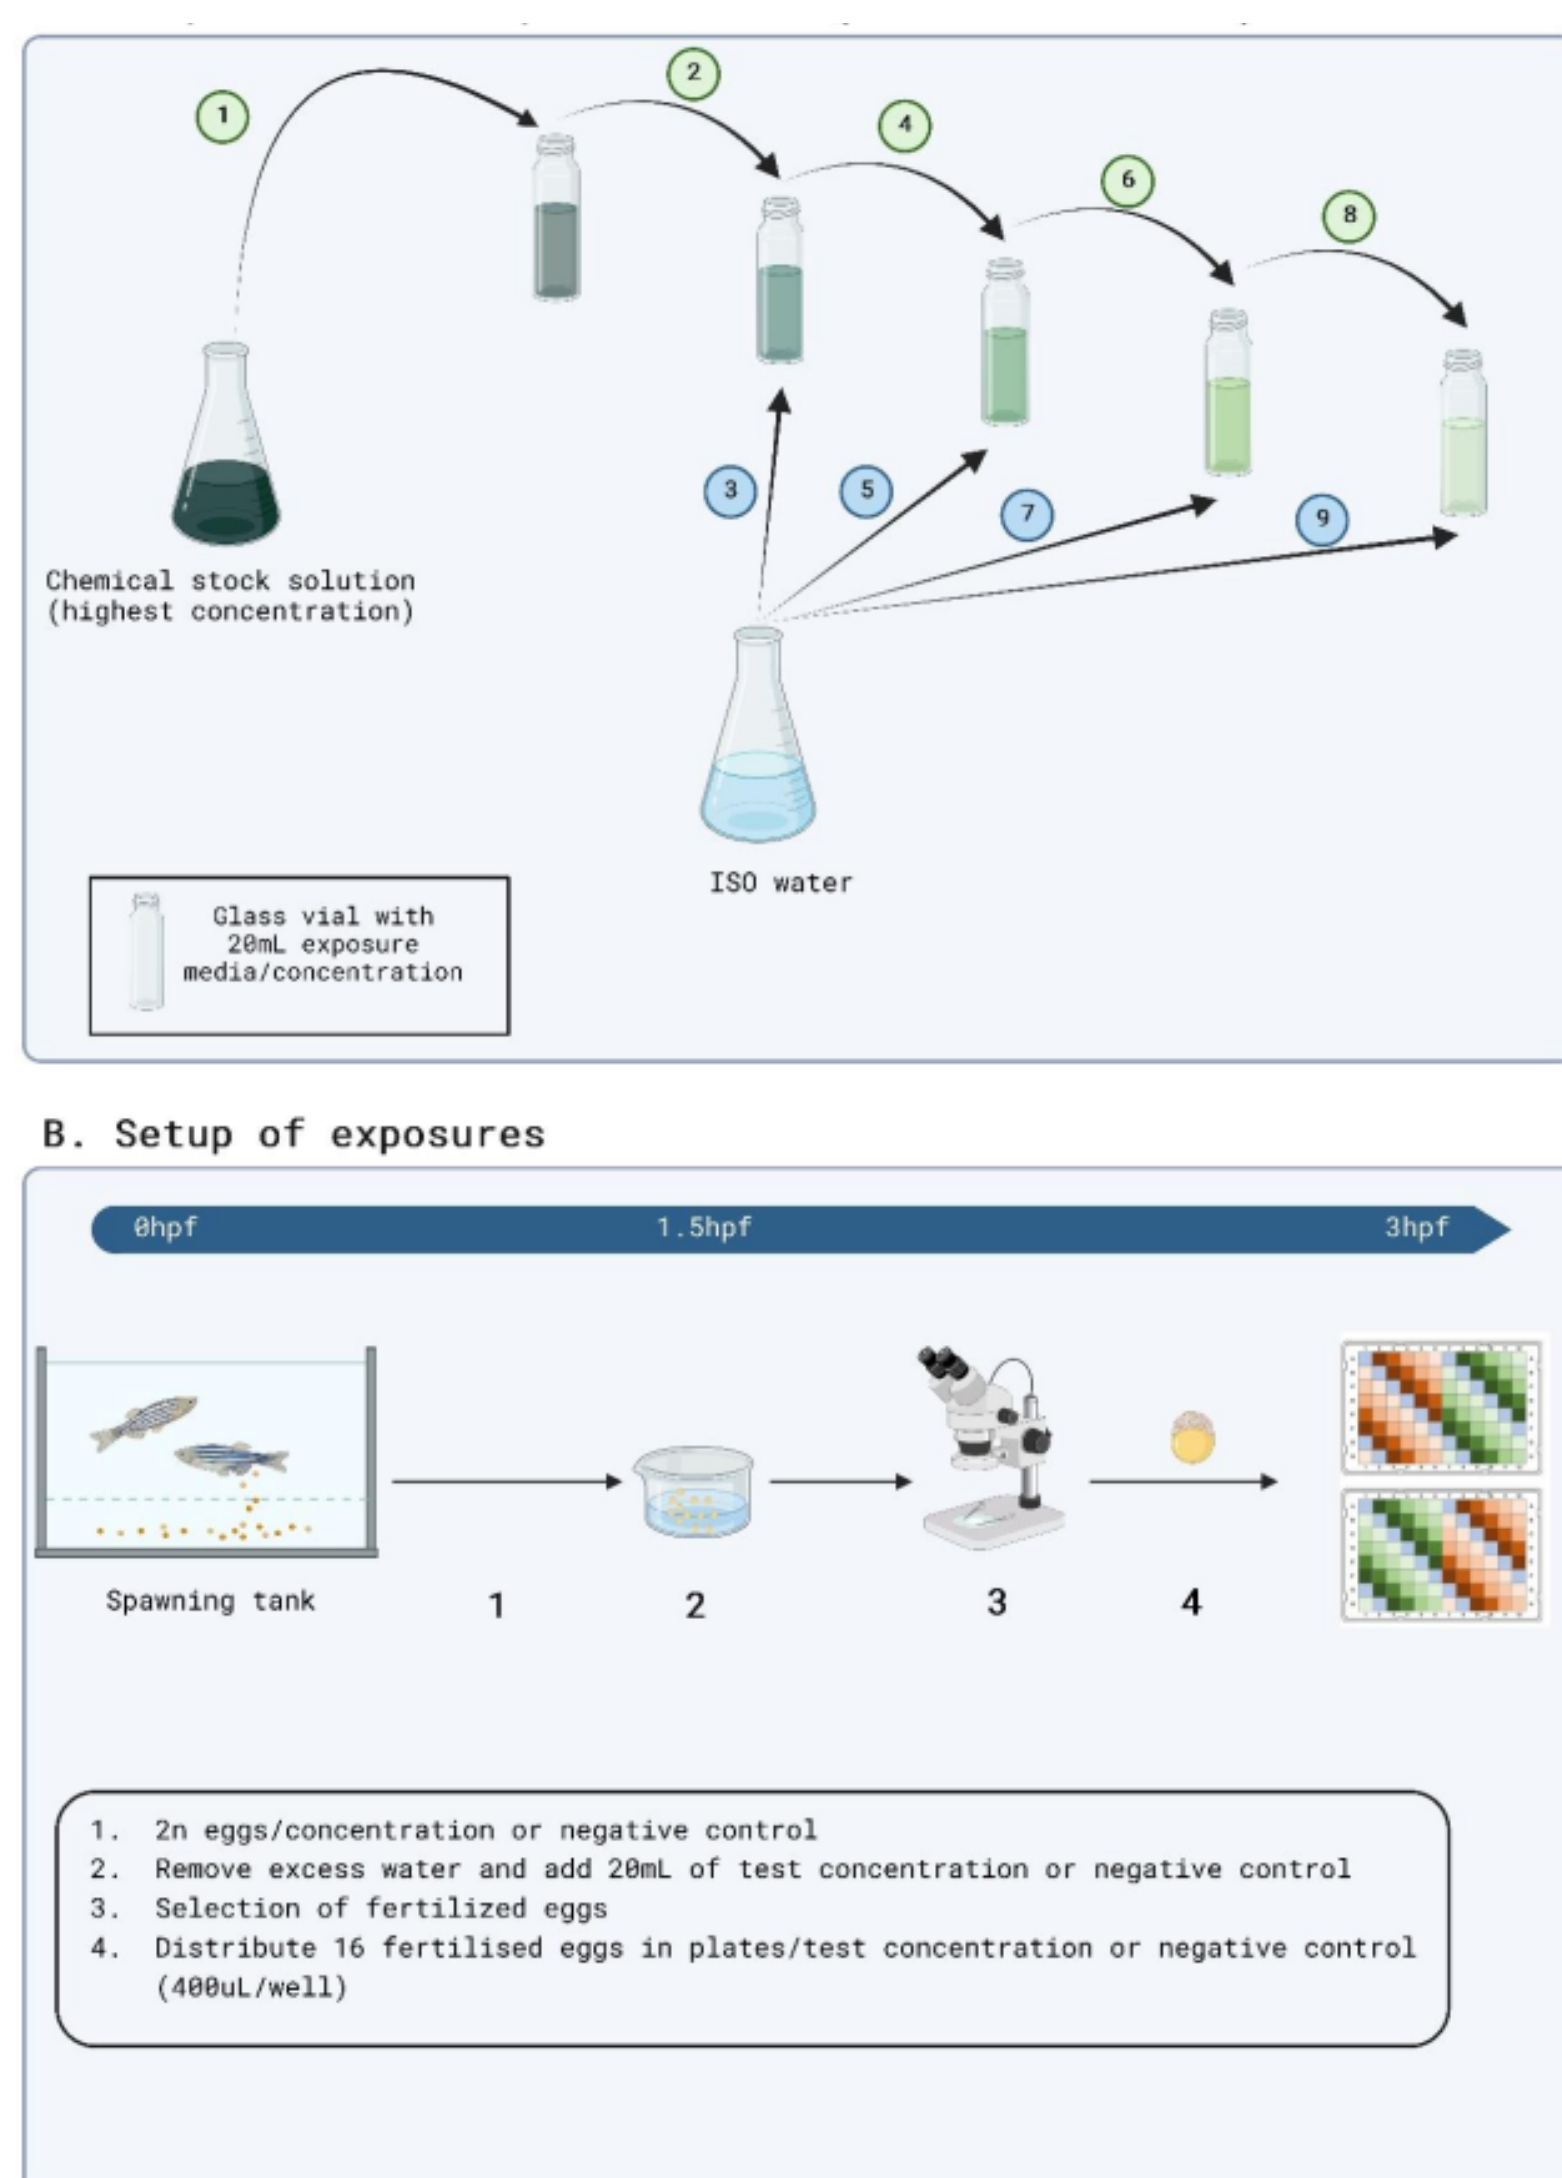 1
2
4
6
8
3
5
7
9
Chemical stock solution
(highest concentration)
ISO water
Glass vial with
20mL exposure
media/concentration
B. Setup of exposures
0hpf 1.5hpf 3hpf
Spawning tank 1 2 3 4
1. 2n eggs/concentration or negative control
2. Remove excess water and add 20mL of test concentration or negative control
3. Selection of fertilized eggs
4. Distribute 16 fertilised eggs in plates/test concentration or negative control
(400uL/well)